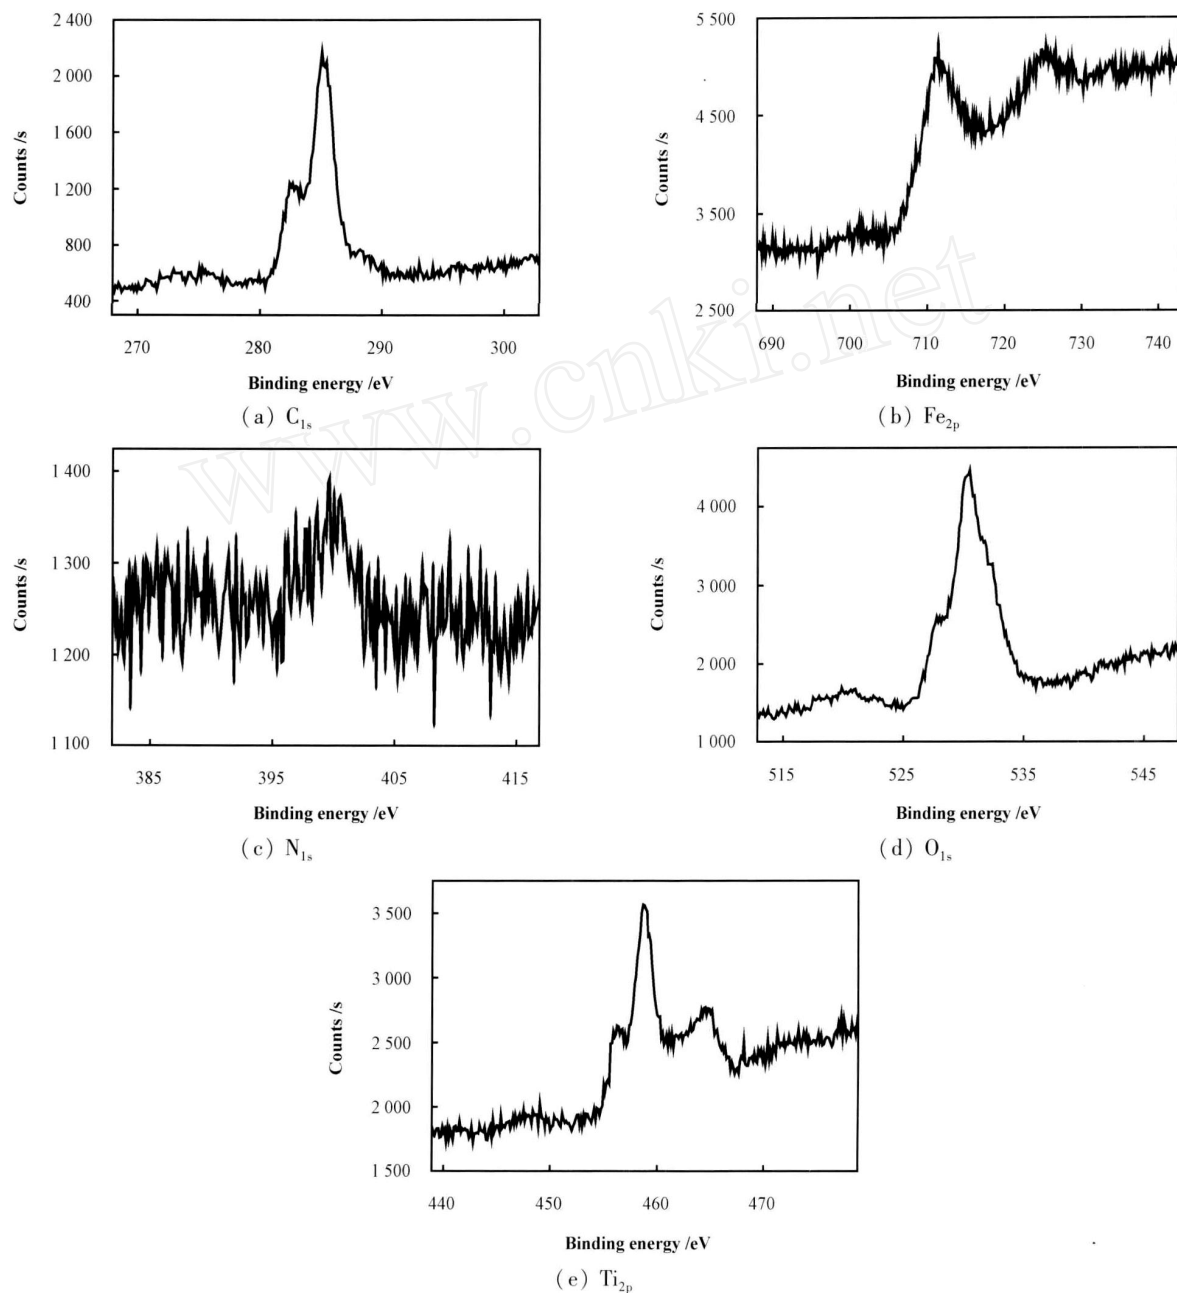 2 400
2 000
1 600
1 200
800
400
Counts /s
270 280 290 300
Binding energy /eV
(a) C1s
5 500
4 500
3 500
2 500
Counts /s
690 700 710 720 730 740
Binding energy /eV
(b) Fe2p
www.cnki.net
1 400
1 300
1 200
1 100
Counts /s
385 395 405 415
Binding energy /eV
(c) N1s
4 000
3 000
2 000
1 000
Counts /s
515 525 535 545
Binding energy /eV
(d) O1s
3 500
3 000
2 500
2 000
1 500
Counts /s
440 450 460 470
Binding energy /eV
(e) Ti2p